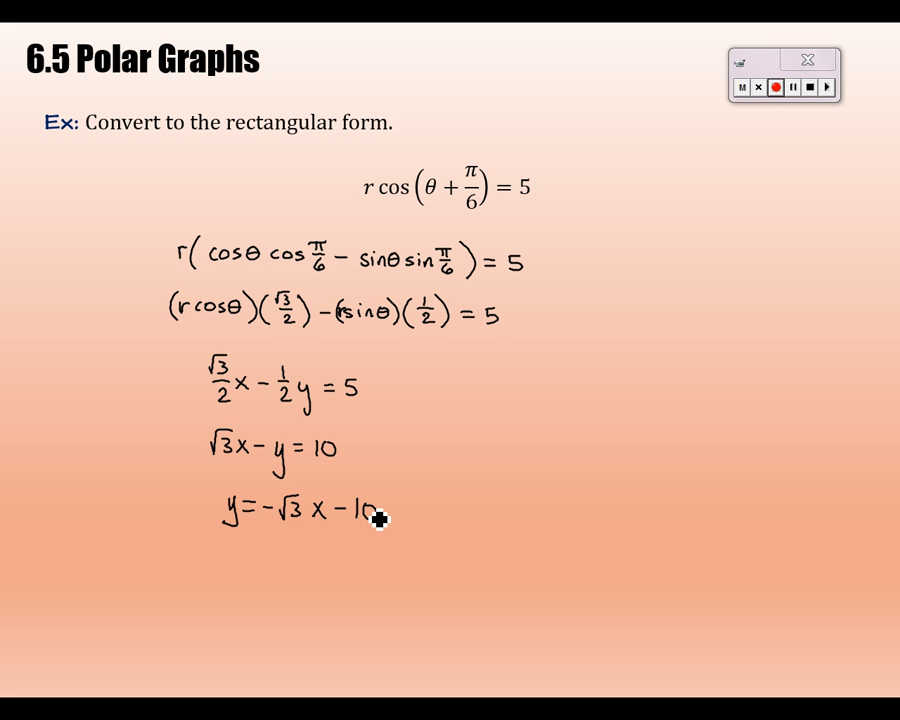 6.5 Polar Graphs
M
Ex: Convert to the rectangular form.
r cos(θ + π/6) = 5
r( cosθ cos π/6 − sinθ sin π/6 ) = 5
(r cosθ)(√3/2) − (r sinθ)(1/2) = 5
√3/2 x − 1/2 y = 5
√3x − y = 10
y = −√3 x − 10